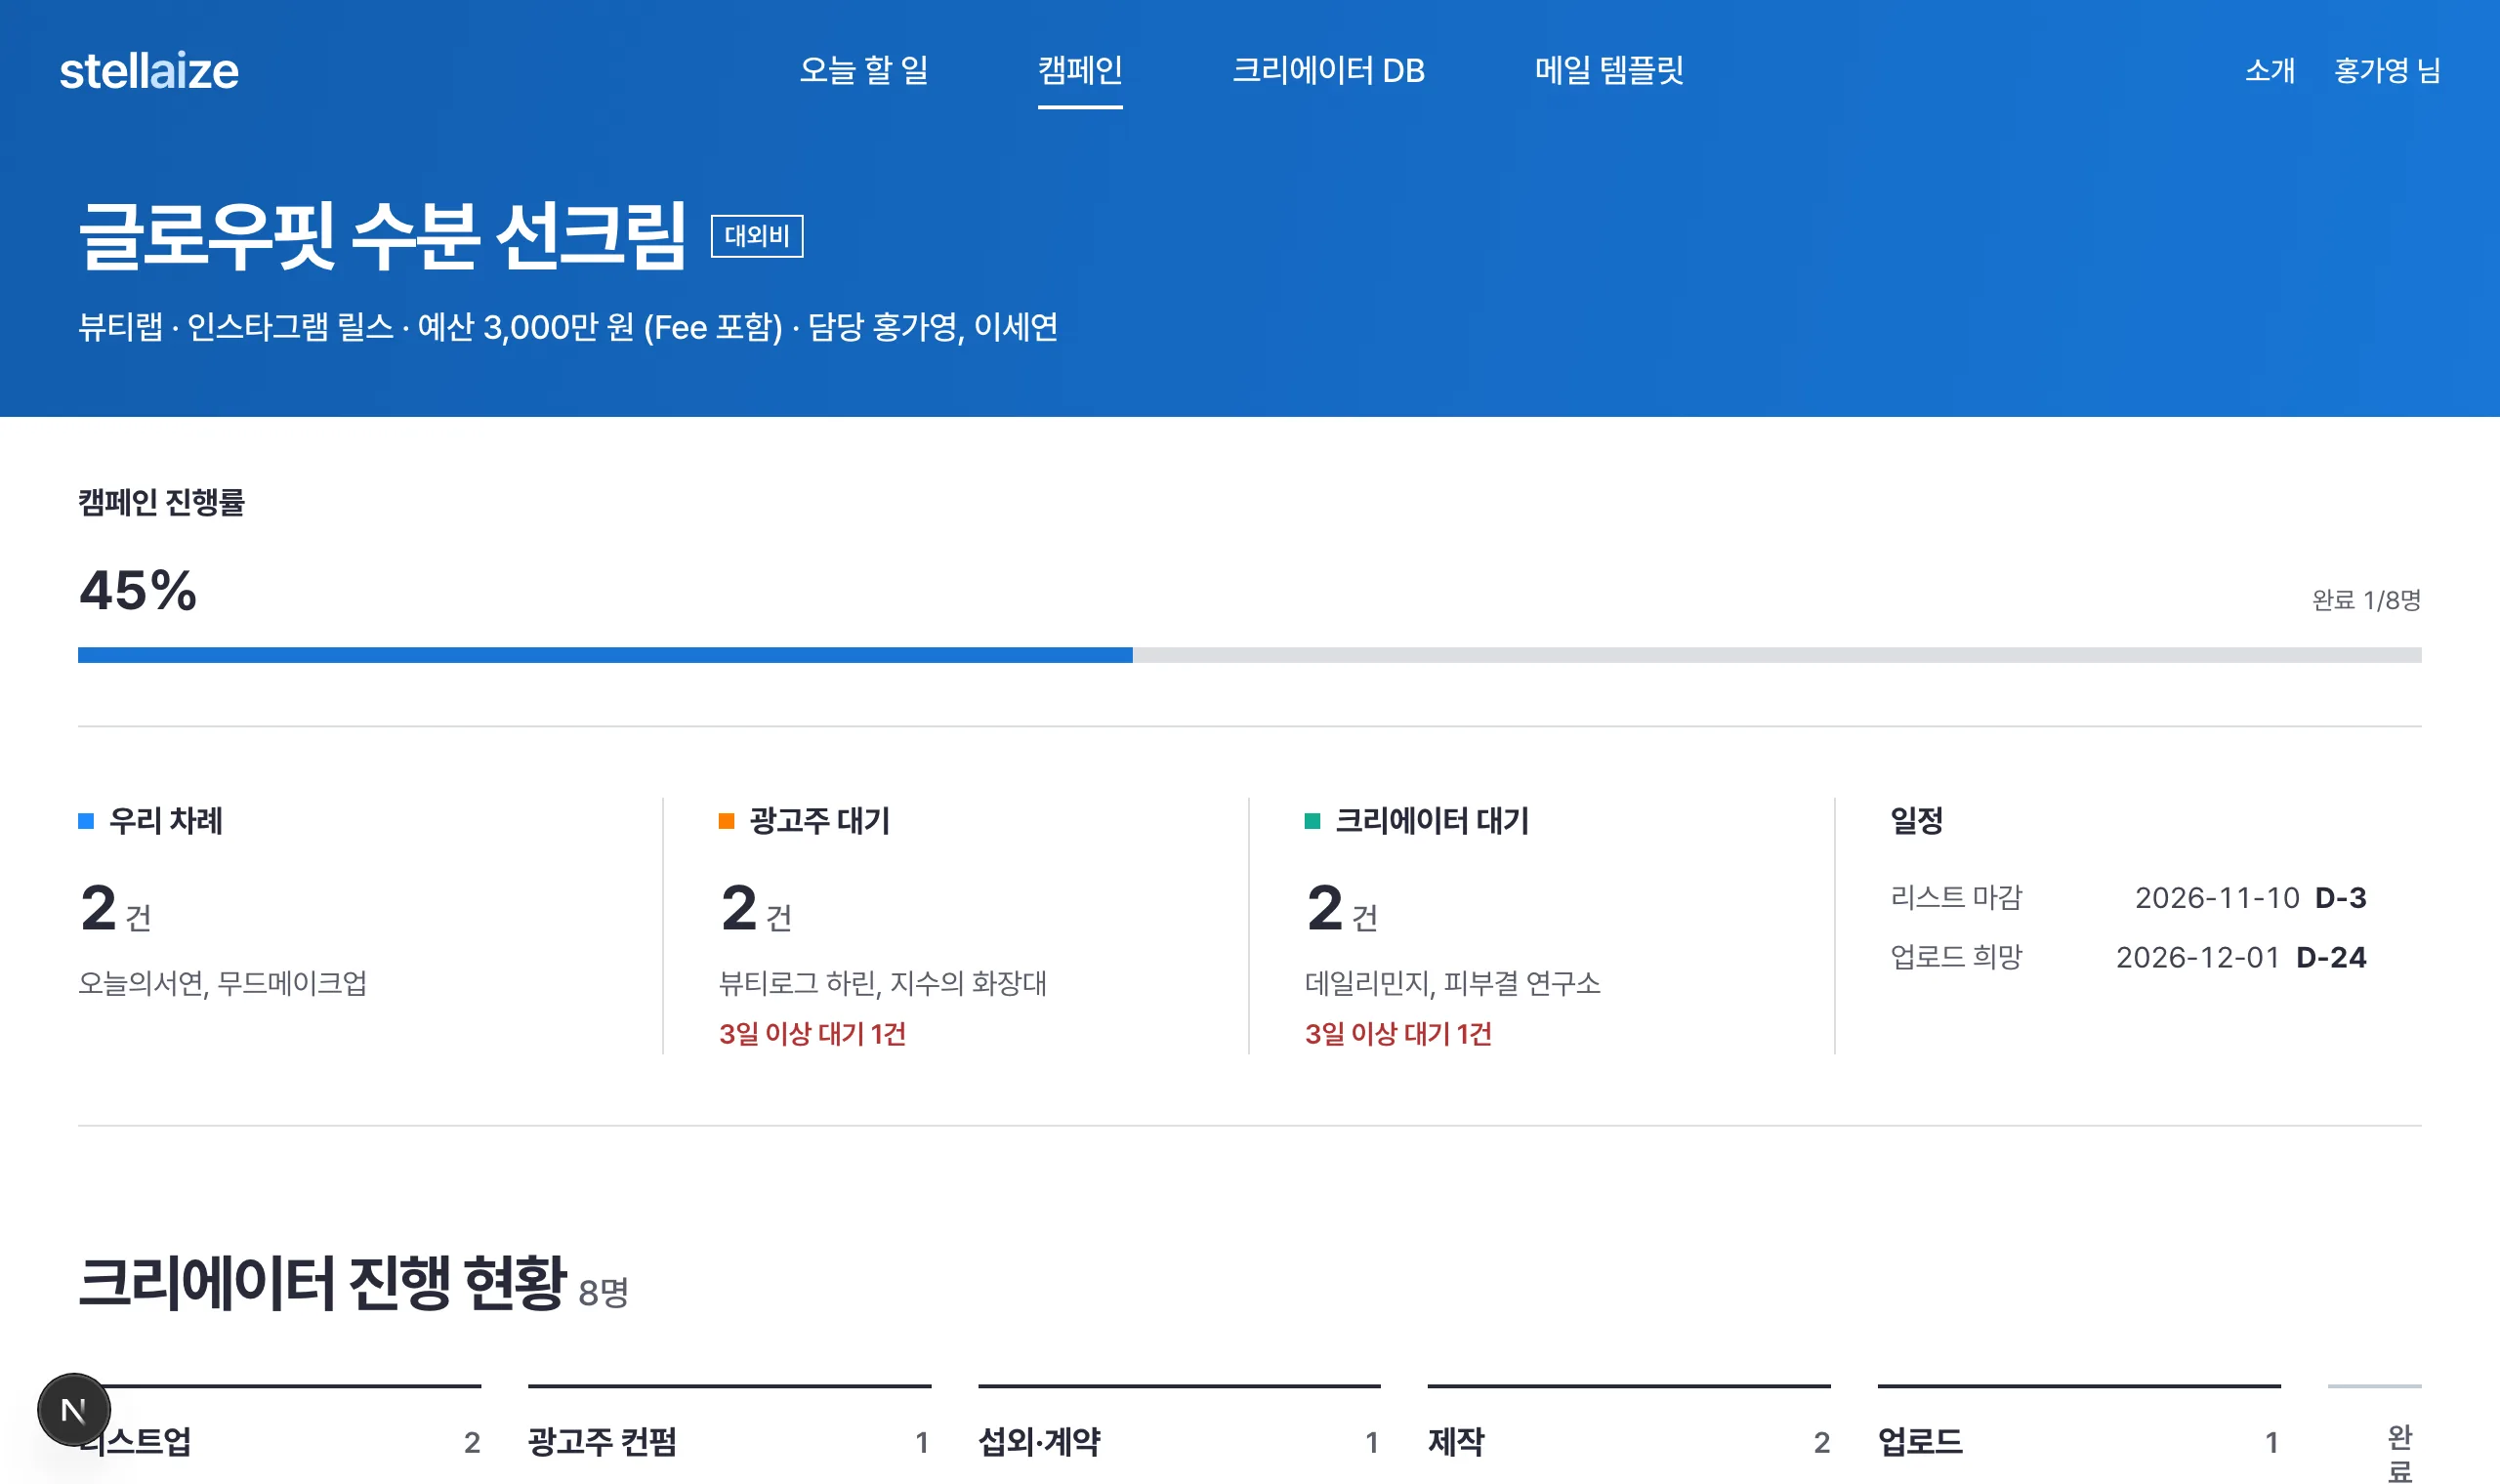 stellaize
오늘 할 일 캠페인 크리에이터 DB 메일 템플릿 소개 홍가영 님
글로우핏 수분 선크림 대외비
뷰티랩 · 인스타그램 릴스 · 예산 3,000만 원 (Fee 포함) · 담당 홍가영, 이세연
캠페인 진행률
45% 완료 1/8명
우리 차례
2 건
오늘의서연, 무드메이크업
광고주 대기
2 건
뷰티로그 하린, 지수의 화장대
3일 이상 대기 1건
크리에이터 대기
2 건
데일리민지, 피부결 연구소
3일 이상 대기 1건
일정
리스트 마감 2026-11-10 D-3
업로드 희망 2026-12-01 D-24
크리에이터 진행 현황 8명
N
리스트업 2
광고주 컨펌 1
섭외·계약 1
제작 2
업로드 1
완료